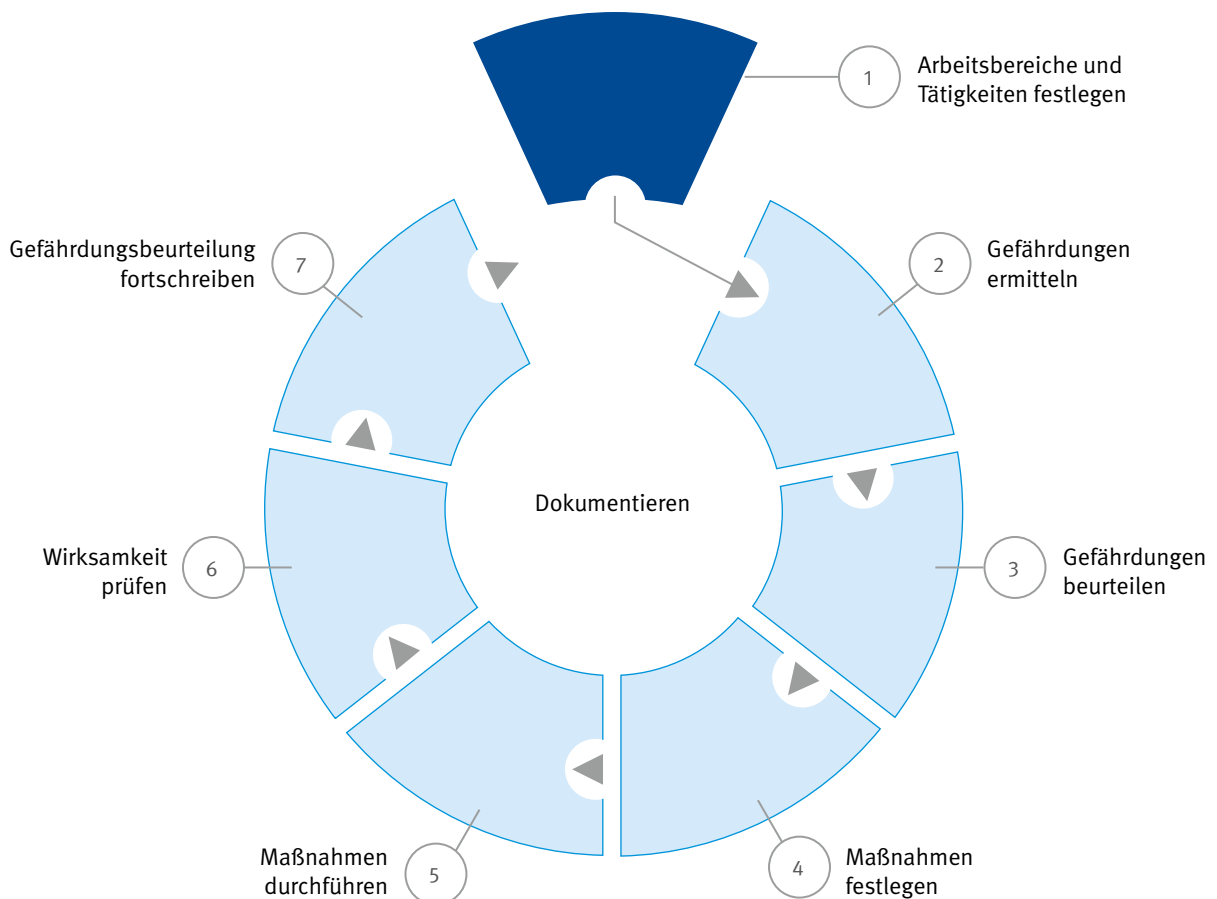 1
Arbeitsbereiche und
Tätigkeiten festlegen
2
Gefährdungen
ermitteln
3
Gefährdungen
beurteilen
4
Maßnahmen
festlegen
5
Maßnahmen
durchführen
6
Wirksamkeit
prüfen
7
Gefährdungsbeurteilung
fortschreiben
Dokumentieren